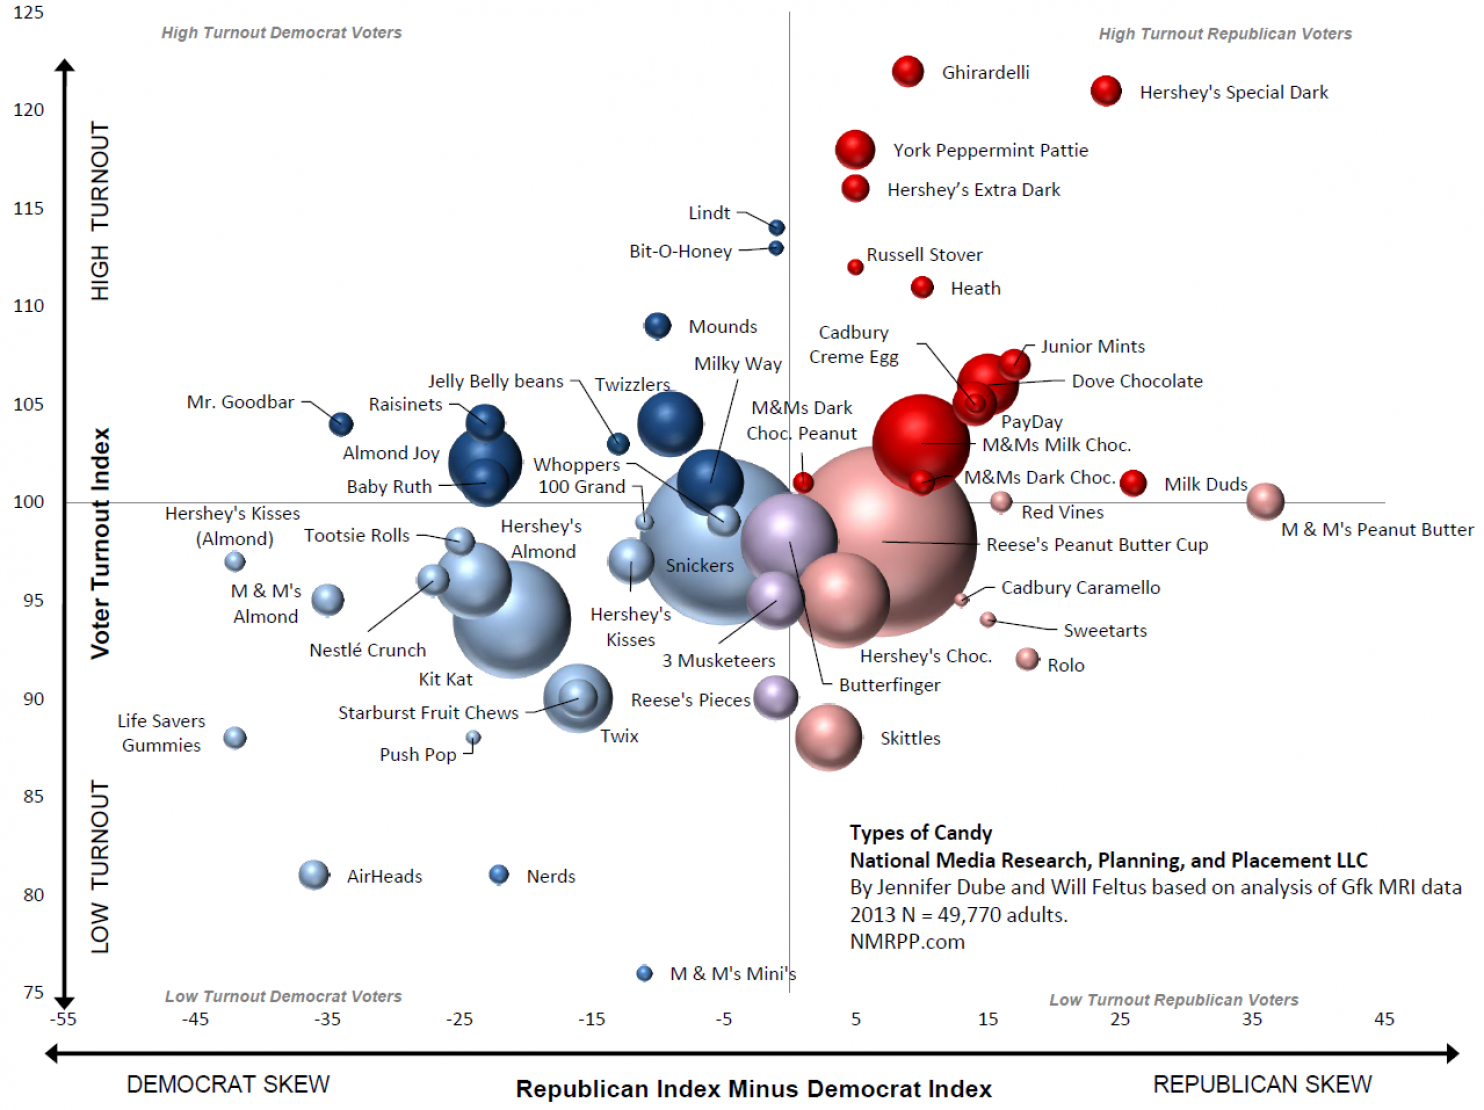 125
High Turnout Democrat Voters
High Turnout Republican Voters
Ghirardelli
Hershey's Special Dark
120
HIGH TURNOUT
York Peppermint Pattie
Hershey’s Extra Dark
115
Lindt
Bit-O-Honey
Russell Stover
Heath
110
Mounds
Cadbury
Creme Egg
Junior Mints
Milky Way
Jelly Belly beans
Twizzlers
Dove Chocolate
105
Mr. Goodbar
Raisinets
M&Ms Dark
Choc. Peanut
PayDay
M&Ms Milk Choc.
Almond Joy
Whoppers
Baby Ruth
100 Grand
M&Ms Dark Choc.
Milk Duds
Voter Turnout Index
100
Hershey's Kisses
(Almond)
Tootsie Rolls
Hershey's
Almond
Red Vines
M & M's Peanut Butter
Snickers
Reese's Peanut Butter Cup
M & M's
Almond
Cadbury Caramello
95
Hershey's
Kisses
Sweetarts
Nestlé Crunch
3 Musketeers
Hershey's Choc.
Rolo
Kit Kat
Butterfinger
90
Reese's Pieces
Starburst Fruit Chews
Life Savers
Gummies
Twix
Skittles
Push Pop
85
LOW TURNOUT
Types of Candy
National Media Research, Planning, and Placement LLC
By Jennifer Dube and Will Feltus based on analysis of Gfk MRI data
2013 N = 49,770 adults.
NMRPP.com
AirHeads
Nerds
80
M & M's Mini's
75
Low Turnout Democrat Voters
Low Turnout Republican Voters
-55 -45 -35 -25 -15 -5 5 15 25 35 45
DEMOCRAT SKEW
Republican Index Minus Democrat Index
REPUBLICAN SKEW